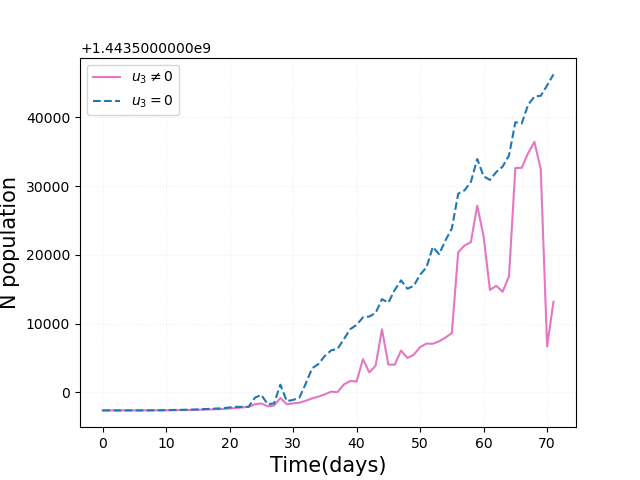 +1.4435000000e9
u₃ ≠ 0
u₃ = 0
40000
30000
20000
10000
0
N population
0 10 20 30 40 50 60 70
Time(days)